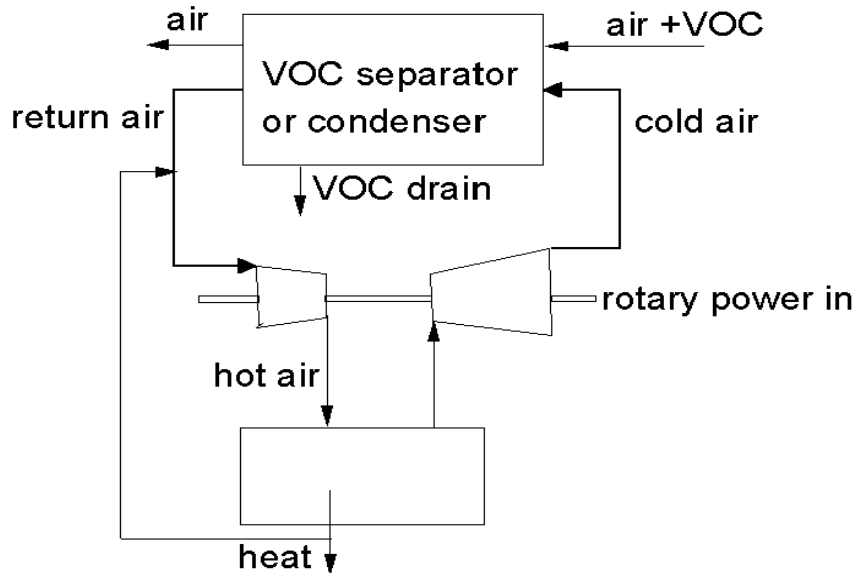 air
air +VOC
VOC separator
or condenser
return air
cold air
VOC drain
rotary power in
hot air
heat